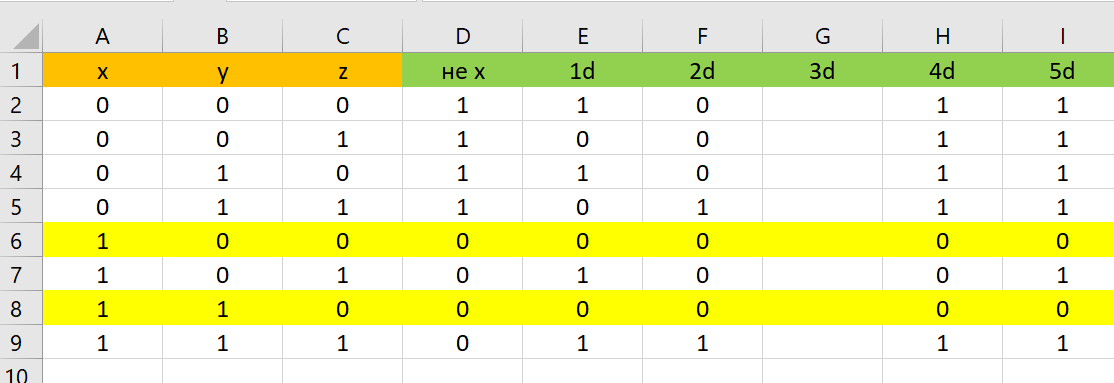 A B C D E F G H I
1 x y z не x 1d 2d 3d 4d 5d
2 0 0 0 1 1 0 1 1
3 0 0 1 1 0 0 1 1
4 0 1 0 1 1 0 1 1
5 0 1 1 1 0 1 1 1
6 1 0 0 0 0 0 0 0
7 1 0 1 0 1 0 0 1
8 1 1 0 0 0 0 0 0
9 1 1 1 0 1 1 1 1
10